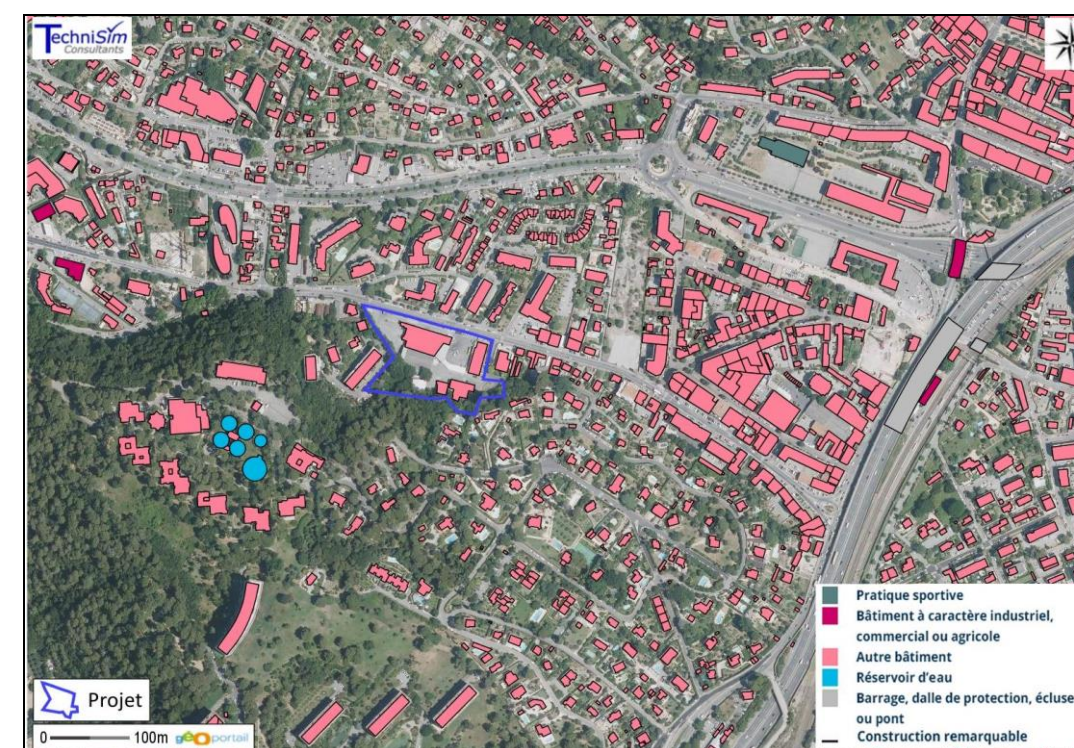 TechniSim
Consultants
Projet
0 100m géoportail
Pratique sportive
Bâtiment à caractère industriel,
commercial ou agricole
Autre bâtiment
Réservoir d'eau
Barrage, dalle de protection, écluse
ou pont
Construction remarquable